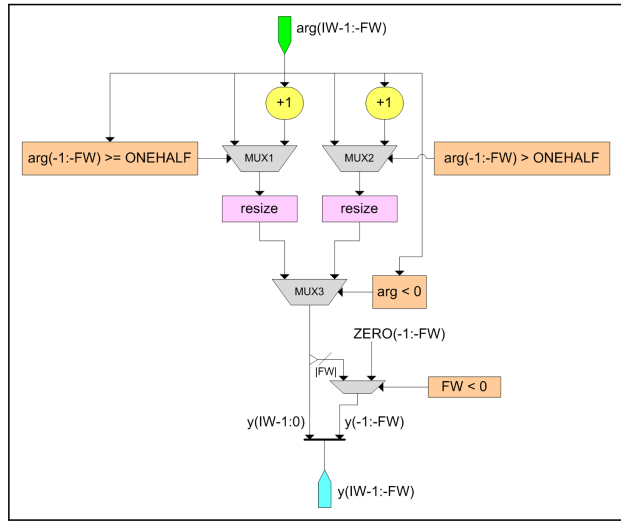 arg(IW-1:-FW)
+1
+1
arg(-1:-FW) >= ONEHALF
MUX1
MUX2
arg(-1:-FW) > ONEHALF
resize
resize
MUX3
arg < 0
ZERO(-1:-FW)
|FW|
FW < 0
y(IW-1:0)
y(-1:-FW)
y(IW-1:-FW)